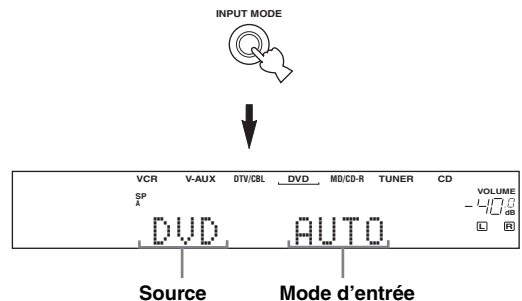 INPUT MODE
VCR V-AUX DTV/CBL DVD MD/CD-R TUNER CD
VOLUME
SP
A
-40.0
dB
L R
DVD AUTO
Source Mode d'entrée